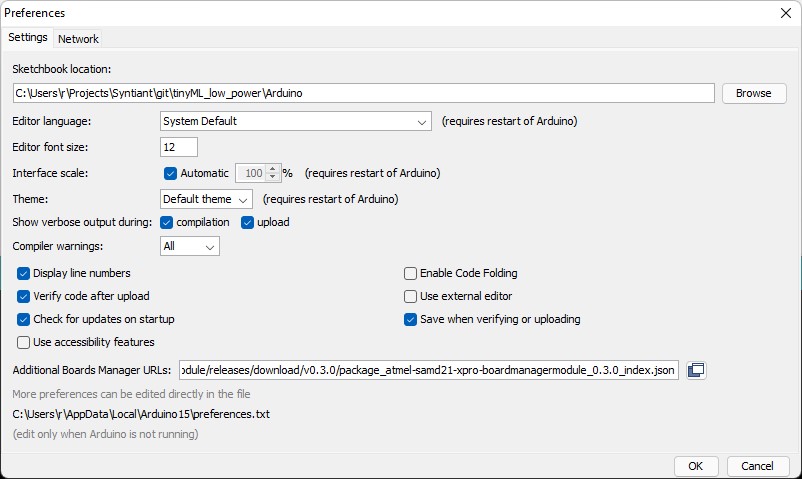 Preferences
Settings Network
Sketchbook location:
C:\Users\r\Projects\Syntiant\git\tinyML_low_power\Arduino Browse
Editor language: System Default (requires restart of Arduino)
Editor font size: 12
Interface scale: Automatic 100 % (requires restart of Arduino)
Theme: Default theme (requires restart of Arduino)
Show verbose output during: compilation upload
Compiler warnings: All
Display line numbers Enable Code Folding
Verify code after upload Use external editor
Check for updates on startup Save when verifying or uploading
Use accessibility features
Additional Boards Manager URLs: odule/releases/download/v0.3.0/package_atmel-samd21-xpro-boardmanagermodule_0.3.0_index.json
More preferences can be edited directly in the file
C:\Users\r\AppData\Local\Arduino15\preferences.txt
(edit only when Arduino is not running)
OK Cancel